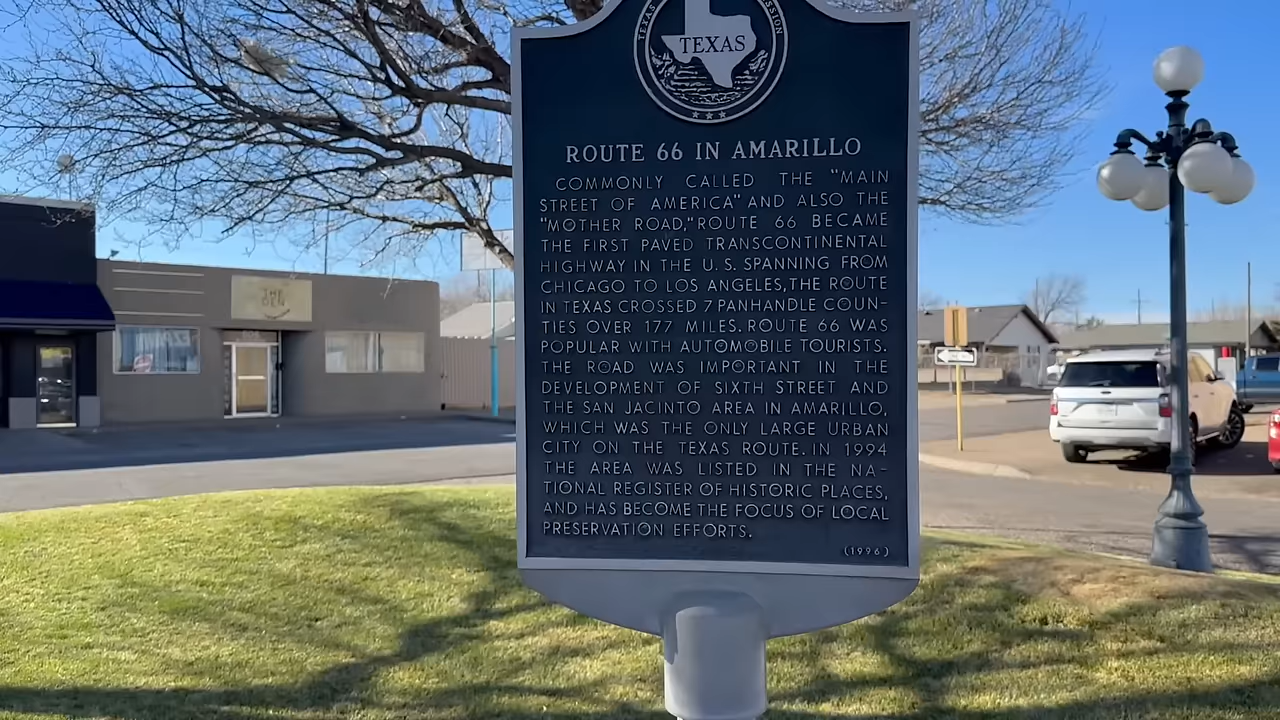 TEXAS
SSION
TEXAS
ROUTE 66 IN AMARILLO
COMMONLY CALLED THE "MAIN
STREET OF AMERICA" AND ALSO THE
"MOTHER ROAD," ROUTE 66 BECAME
THE FIRST PAVED TRANSCONTINENTAL
HIGHWAY IN THE U.S. SPANNING FROM
CHICAGO TO LOS ANGELES, THE ROUTE
IN TEXAS CROSSED 7 PANHANDLE COUN-
TIES OVER 177 MILES. ROUTE 66 WAS
POPULAR WITH AUTOMOBILE TOURISTS.
THE ROAD WAS IMPORTANT IN THE
DEVELOPMENT OF SIXTH STREET AND
THE SAN JACINTO AREA IN AMARILLO,
WHICH WAS THE ONLY LARGE URBAN
CITY ON THE TEXAS ROUTE. IN 1994
THE AREA WAS LISTED IN THE NA-
TIONAL REGISTER OF HISTORIC PLACES,
AND HAS BECOME THE FOCUS OF LOCAL
PRESERVATION EFFORTS.
(1996)
THE
DEN